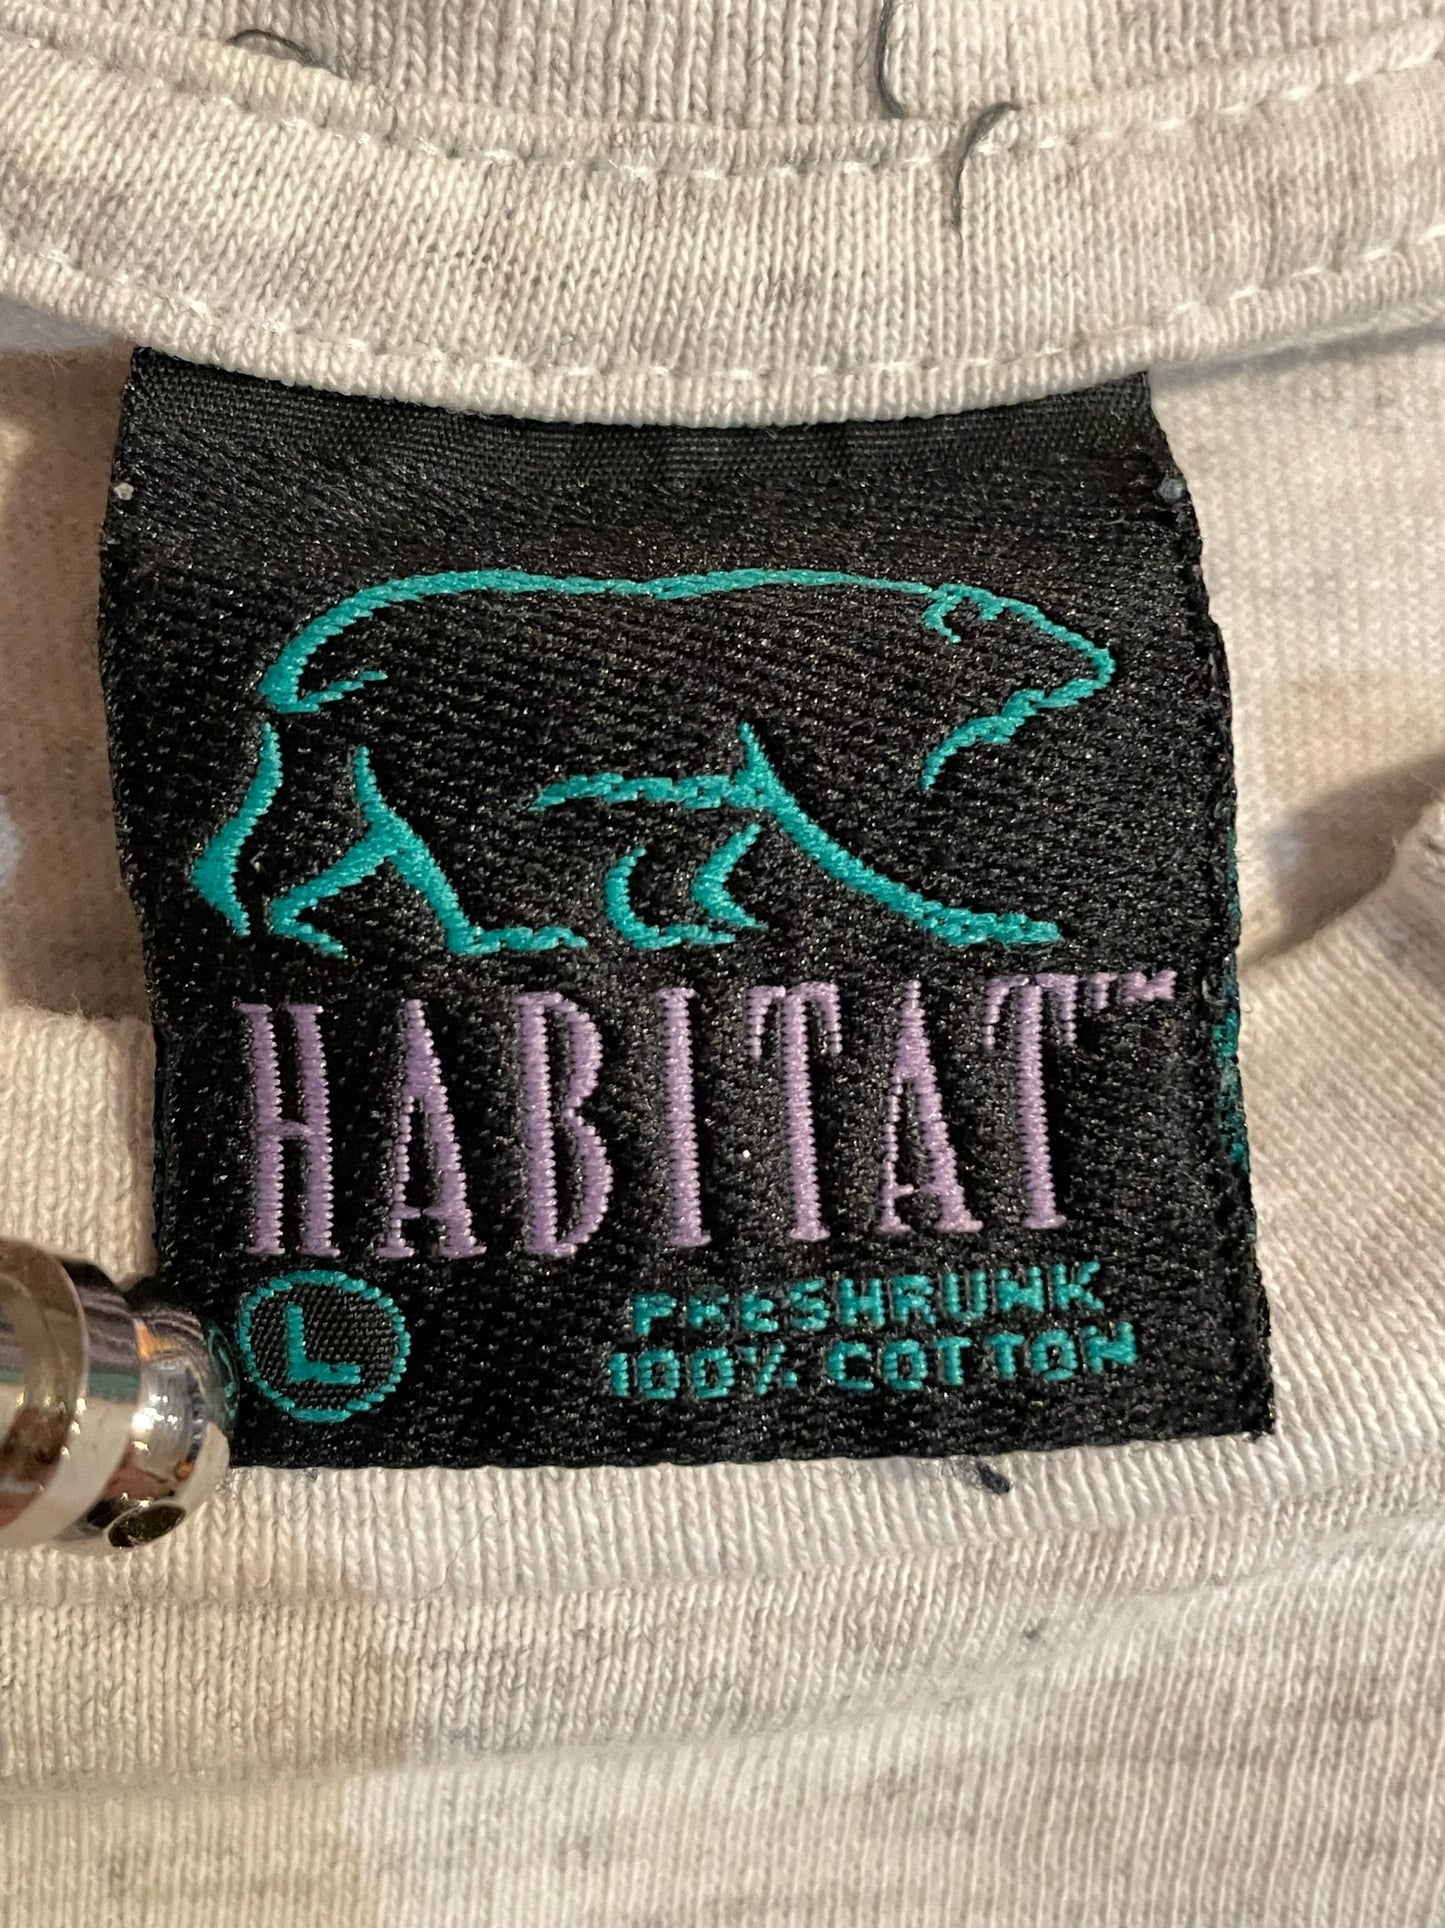 HABITAT™
L
PReSHRUNK
100% COTTON